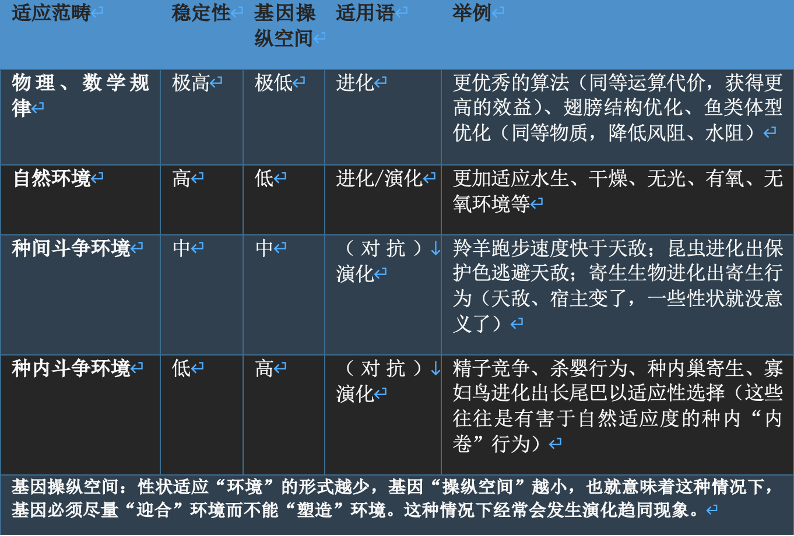 适应范畴 稳定性 基因操 适用语 举例
纵空间
物理、数学规 极高 极低 进化 更优秀的算法（同等运算代价，获得更
律 高的效益）、翅膀结构优化、鱼类体型
优化（同等物质，降低风阻、水阻）
自然环境 高 低 进化/演化 更加适应水生、干燥、无光、有氧、无
氧环境等
种间斗争环境 中 中 （对抗） 羚羊跑步速度快于天敌；昆虫进化出保
演化 护色逃避天敌；寄生生物进化出寄生行
为（天敌、宿主变了，一些性状就没意
义了）
种内斗争环境 低 高 （对抗） 精子竞争、杀婴行为、种内巢寄生、寡
演化 妇鸟进化出长尾巴以适应性选择（这些
往往是有害于自然适应度的种内“内
卷”行为）
基因操纵空间：性状适应“环境”的形式越少，基因“操纵空间”越小，也就意味着这种情况下，
基因必须尽量“迎合”环境而不能“塑造”环境。这种情况下经常会发生演化趋同现象。